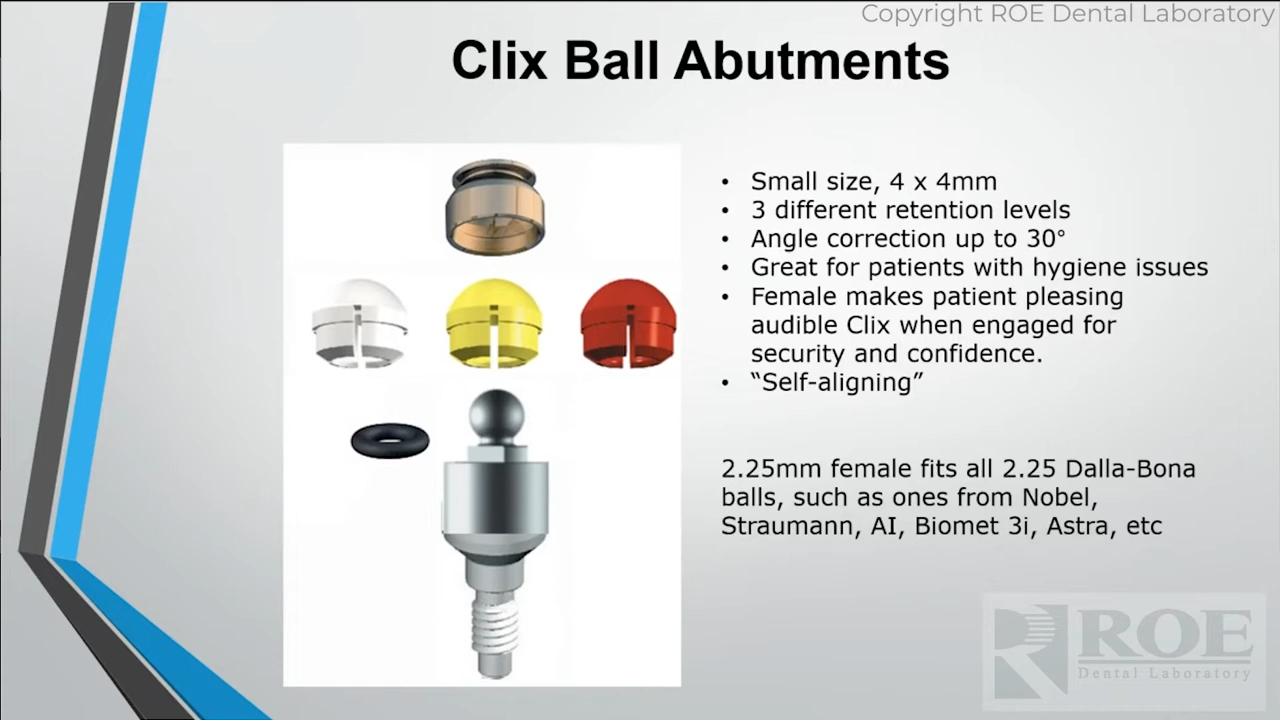 Copyright ROE Dental Laboratory
Clix Ball Abutments
• Small size, 4 x 4mm
• 3 different retention levels
• Angle correction up to 30°
• Great for patients with hygiene issues
• Female makes patient pleasing
audible Clix when engaged for
security and confidence.
• “Self-aligning”
2.25mm female fits all 2.25 Dalla-Bona
balls, such as ones from Nobel,
Straumann, AI, Biomet 3i, Astra, etc
ROE
Dental Laboratory